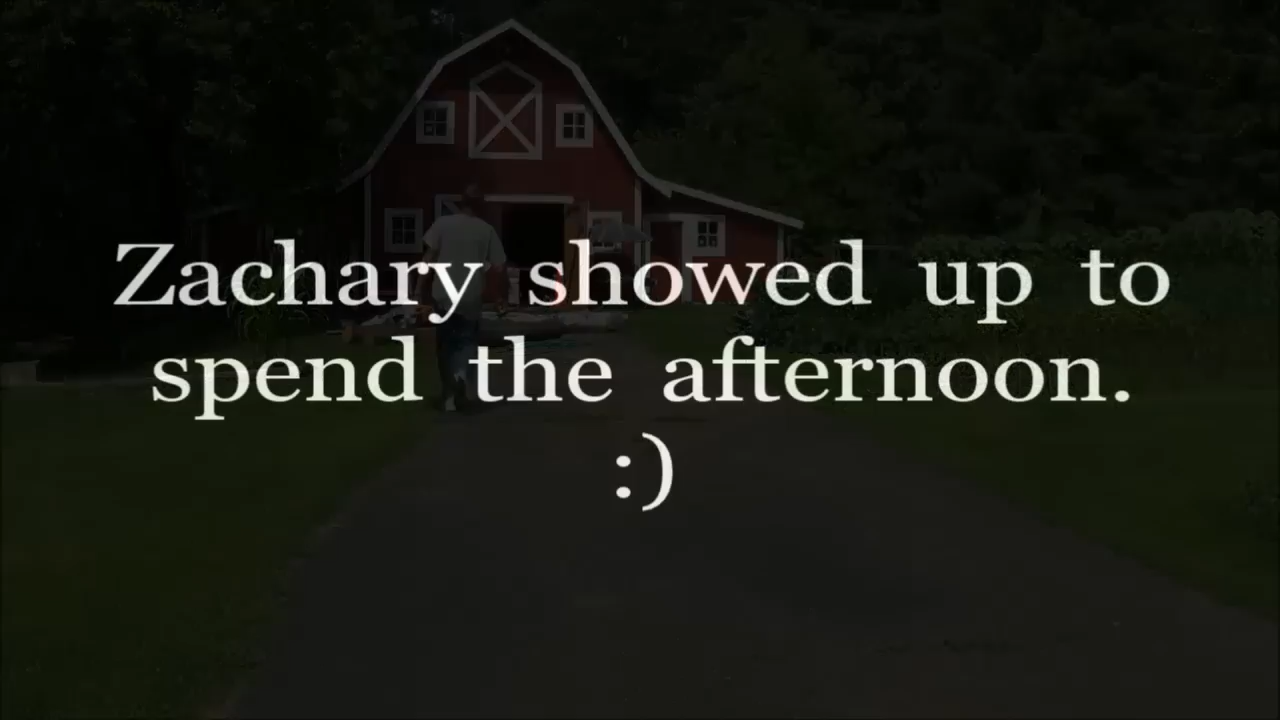 Zachary showed up to
spend the afternoon.
:)